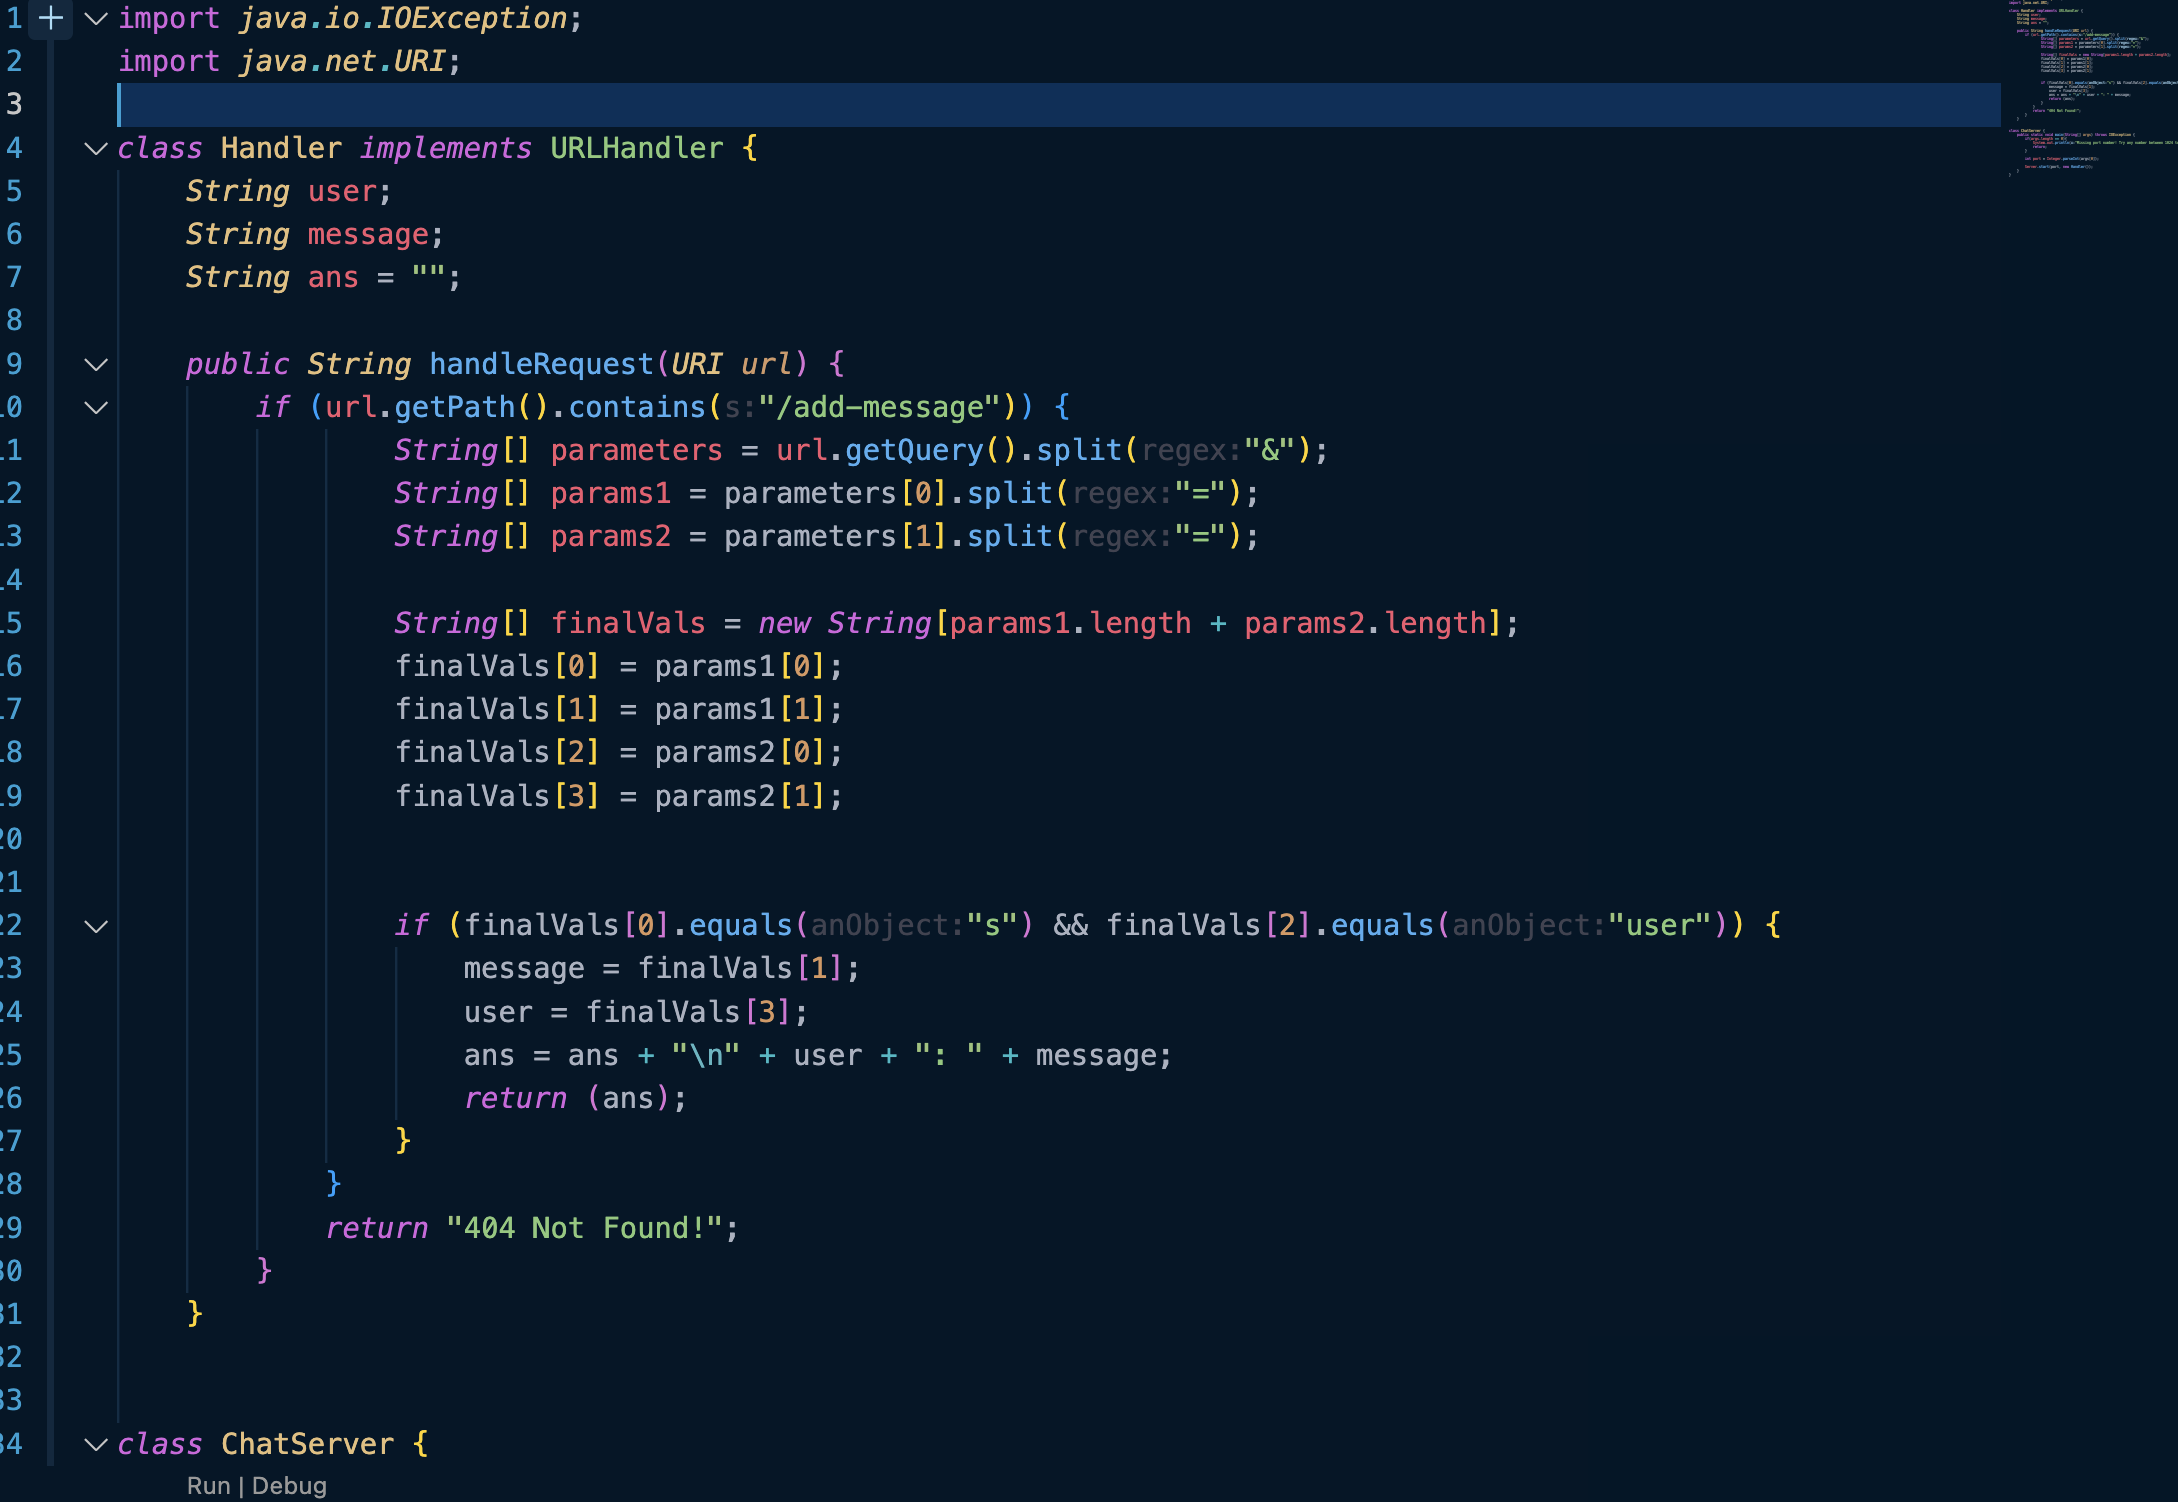 1 import java.io.IOException;
2 import java.net.URI;
3
4 class Handler implements URLHandler {
5 String user;
6 String message;
7 String ans = "";
8
9 public String handleRequest(URI url) {
10 if (url.getPath().contains(s:"/add-message")) {
11 String[] parameters = url.getQuery().split(regex:"&");
12 String[] params1 = parameters[0].split(regex:"=");
13 String[] params2 = parameters[1].split(regex:"=");
14
15 String[] finalVals = new String[params1.length + params2.length];
16 finalVals[0] = params1[0];
17 finalVals[1] = params1[1];
18 finalVals[2] = params2[0];
19 finalVals[3] = params2[1];
20
21
22 if (finalVals[0].equals(anObject:"s") && finalVals[2].equals(anObject:"user")) {
23 message = finalVals[1];
24 user = finalVals[3];
25 ans = ans + "\n" + user + ": " + message;
26 return (ans);
27 }
28 }
29 return "404 Not Found!";
30 }
31 }
32
33
34 class ChatServer {
Run | Debug